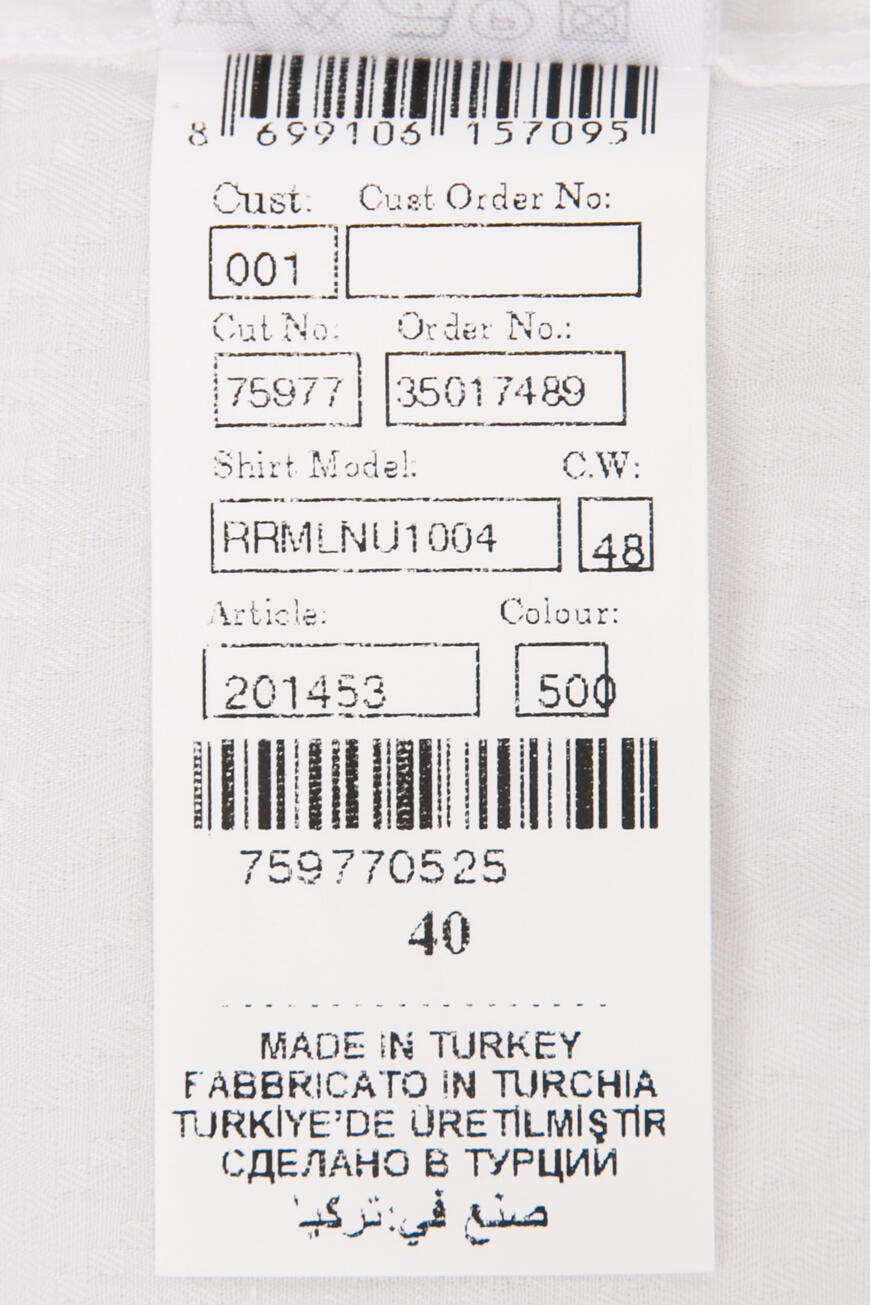 8 699106 157095
Cust: Cust Order No:
001
Cut No: Order No.:
75977 35017489
Shirt Model: C.W:
RRMLNU1004 48
Article: Colour:
201453 500
759770525
40
MADE IN TURKEY
FABBRICATO IN TURCHIA
TURKİYE'DE ÜRETİLMİŞTİR
СДЕЛАНО В ТУРЦИИ
صنع في:تركيا